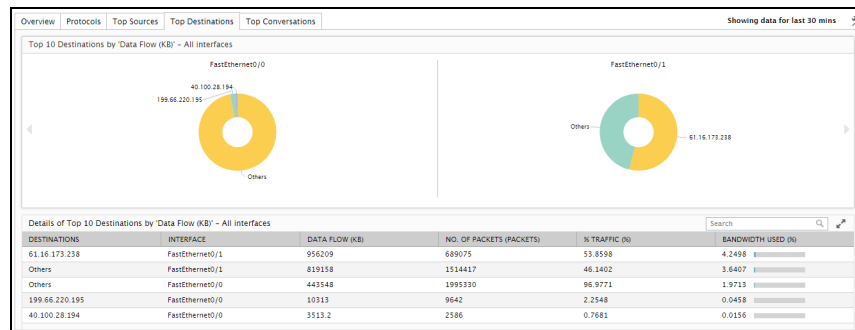 Overview Protocols Top Sources Top Destinations Top Conversations Showing data for last 30 mins
Top 10 Destinations by 'Data Flow (KB)' - All interfaces
FastEthernet0/0
40.100.28.194
199.66.220.195
Others
FastEthernet0/1
Others
61.16.173.238
Details of Top 10 Destinations by 'Data Flow (KB)' - All interfaces Search
DESTINATIONS INTERFACE DATA FLOW (KB) NO. OF PACKETS (PACKETS) % TRAFFIC (%) BANDWIDTH USED (%)
61.16.173.238 FastEthernet0/1 956209 689075 53.8598 4.2498
Others FastEthernet0/1 819158 1514417 46.1402 3.6407
Others FastEthernet0/0 443548 1995330 96.9771 1.9713
199.66.220.195 FastEthernet0/0 10313 9642 2.2548 0.0458
40.100.28.194 FastEthernet0/0 3513.2 2586 0.7681 0.0156